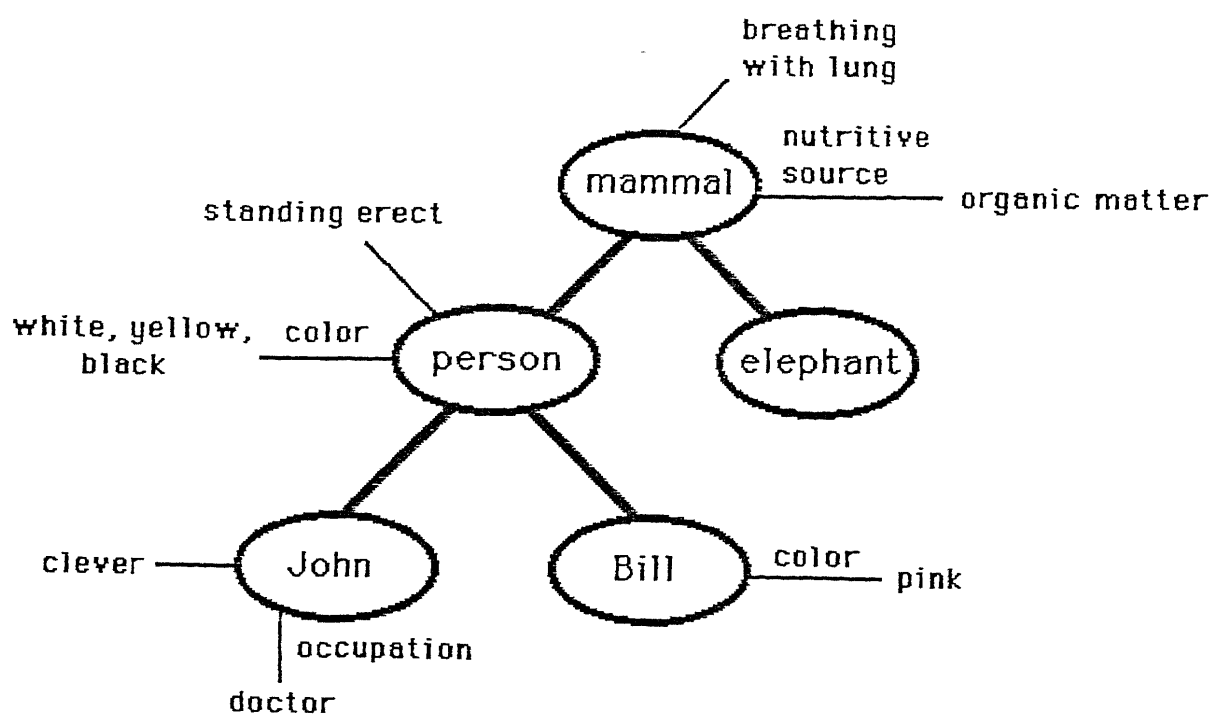 breathing
with lung
nutritive
source
mammal
organic matter
standing erect
white, yellow,
black
color
person
elephant
clever
John
Bill
color
pink
occupation
doctor